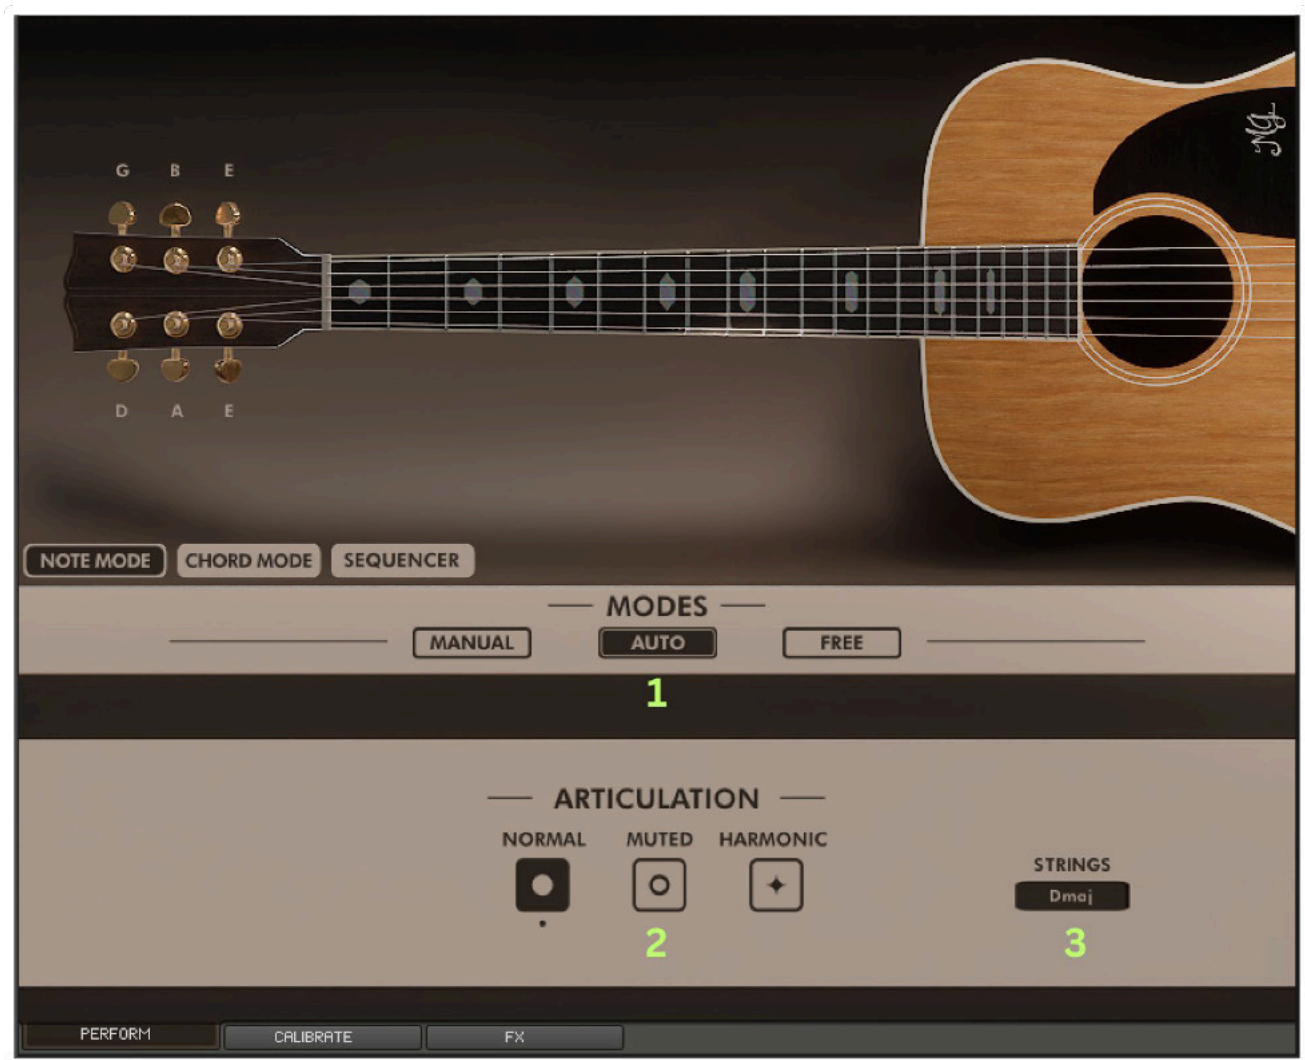 G B E
MG
D A E
NOTE MODE CHORD MODE SEQUENCER
MODES
MANUAL AUTO FREE
1
ARTICULATION
NORMAL MUTED HARMONIC
STRINGS
Dmaj
2 3
PERFORM CALIBRATE FX